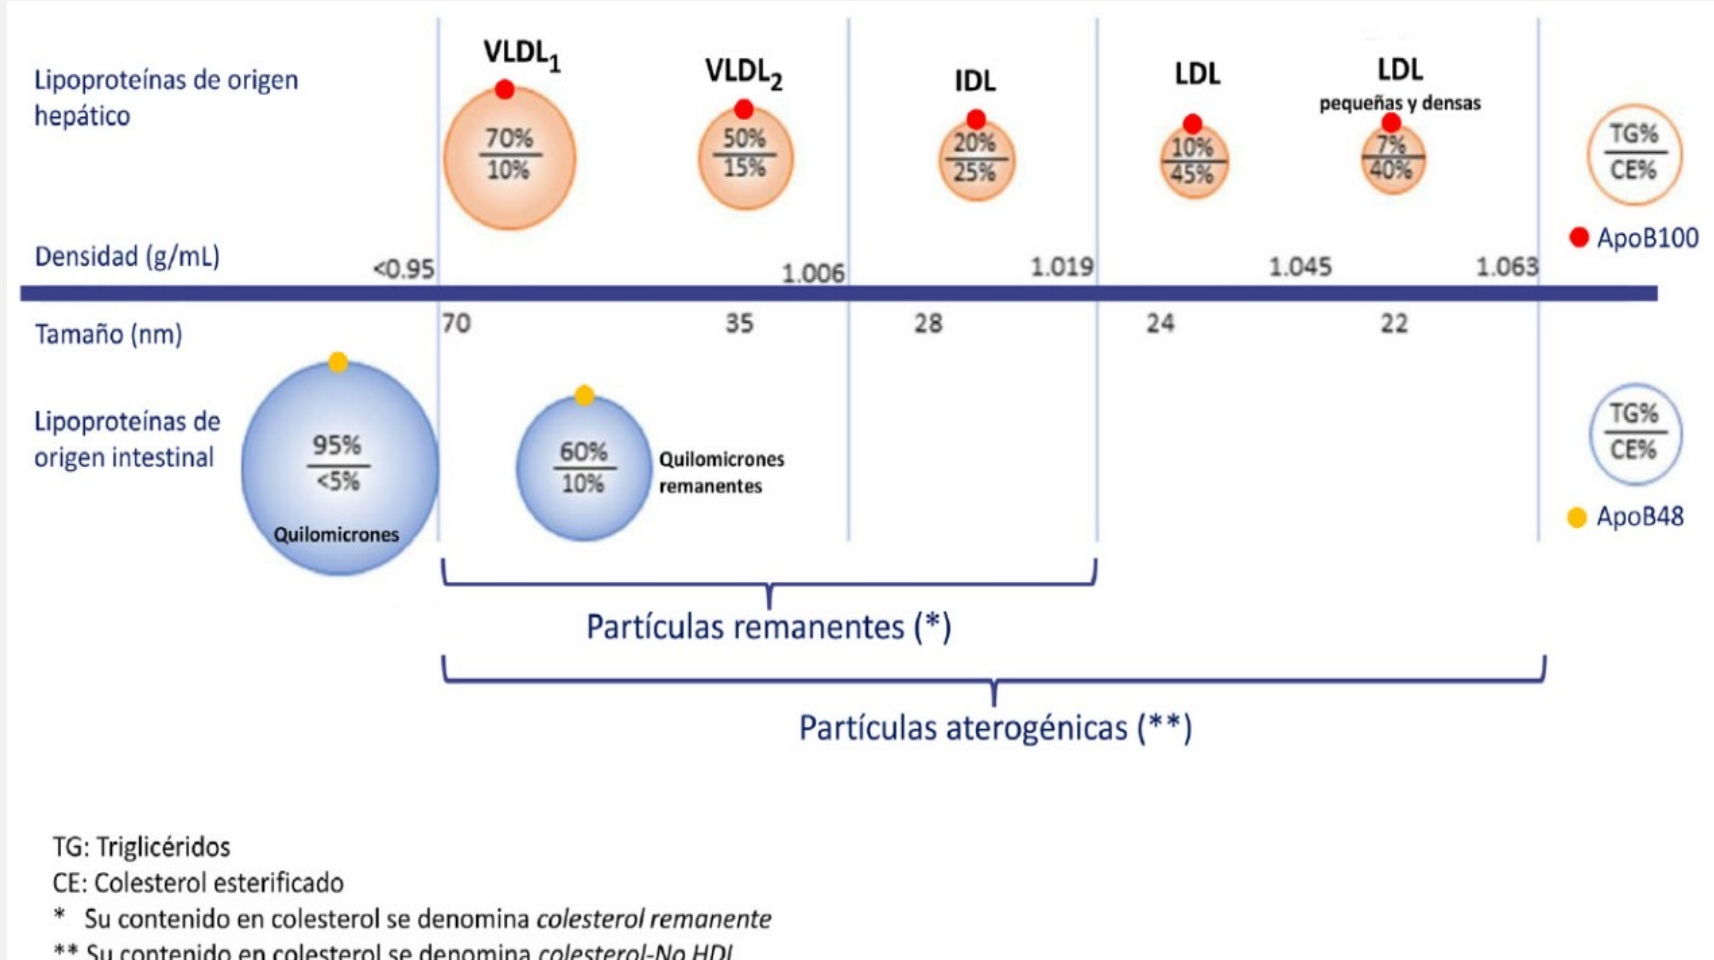 Lipoproteínas de origen
hepático
VLDL1
70%
10%
VLDL2
50%
15%
IDL
20%
25%
LDL
10%
45%
LDL
pequeñas y densas
7%
40%
TG%
CE%
ApoB100
Densidad (g/mL)
<0.95
1.006
1.019
1.045
1.063
Tamaño (nm)
70
35
28
24
22
Lipoproteínas de
origen intestinal
95%
<5%
Quilomicrones
60%
10%
Quilomicrones
remanentes
TG%
CE%
ApoB48
Partículas remanentes (*)
Partículas aterogénicas (**)
TG: Triglicéridos
CE: Colesterol esterificado
* Su contenido en colesterol se denomina colesterol remanente
** Su contenido en colesterol se denomina colesterol-No HDL